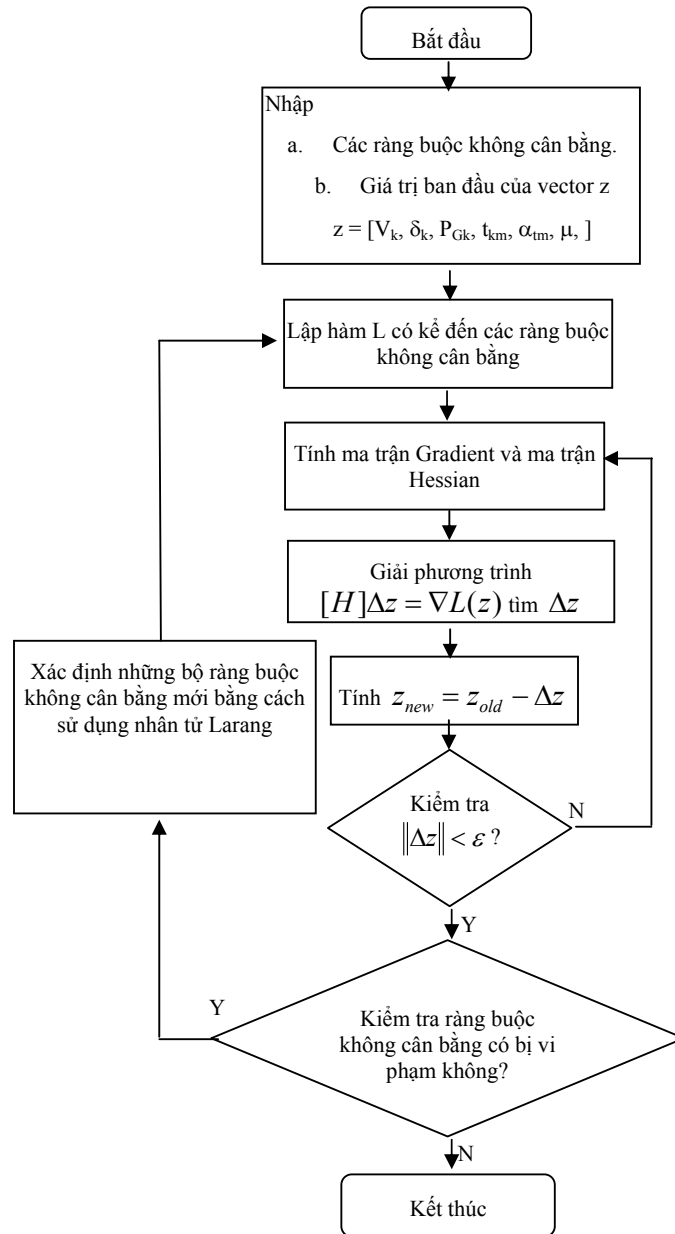 Bắt đầu
Nhập
a. Các ràng buộc không cân bằng.
b. Giá trị ban đầu của vector z
z = [V_k, δ_k, P_Gk, t_km, α_tm, μ, ]
Lập hàm L có kể đến các ràng buộc
không cân bằng
Tính ma trận Gradient và ma trận
Hessian
Giải phương trình
[H]Δz = ∇L(z) tìm Δz
Xác định những bộ ràng buộc
không cân bằng mới bằng cách
sử dụng nhân tử Larang
Tính z_new = z_old − Δz
Kiểm tra
‖Δz‖ < ε ?
N
Y
Y
Kiểm tra ràng buộc
không cân bằng có bị vi
phạm không?
N
Kết thúc